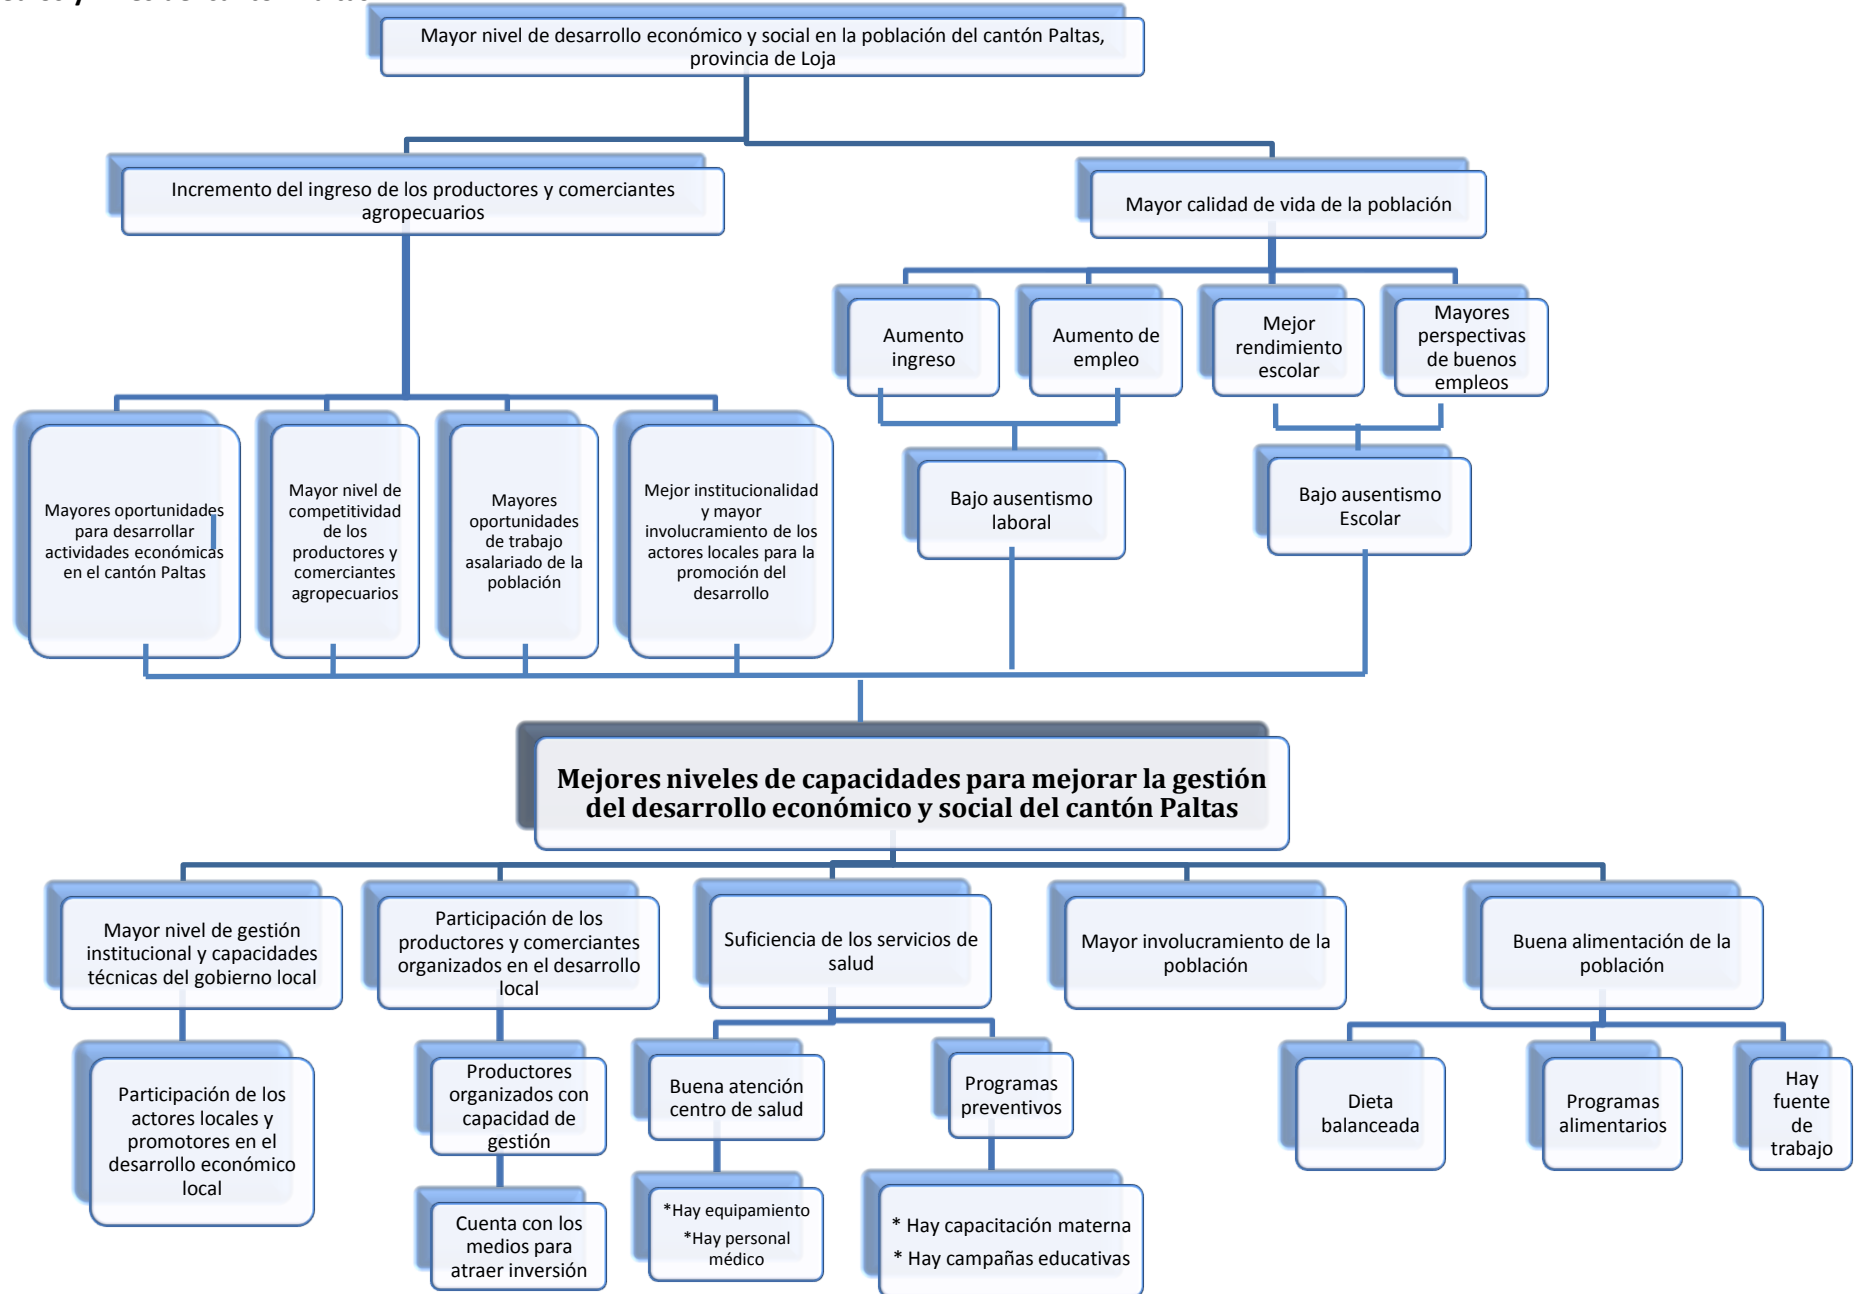 Mayor nivel de desarrollo económico y social en la población del cantón Paltas,
provincia de Loja
Incremento del ingreso de los productores y comerciantes
agropecuarios
Mayor calidad de vida de la población
Aumento
ingreso
Aumento de
empleo
Mejor
rendimiento
escolar
Mayores
perspectivas
de buenos
empleos
Mayores oportunidades
para desarrollar
actividades económicas
en el cantón Paltas
Mayor nivel de
competitividad
de los
productores y
comerciantes
agropecuarios
Mayores
oportunidades
de trabajo
asalariado de la
población
Mejor institucionalidad
y mayor
involucramiento de los
actores locales para la
promoción del
desarrollo
Bajo ausentismo
laboral
Bajo ausentismo
Escolar
Mejores niveles de capacidades para mejorar la gestión
del desarrollo económico y social del cantón Paltas
Mayor nivel de gestión
institucional y capacidades
técnicas del gobierno local
Participación de los
productores y comerciantes
organizados en el desarrollo
local
Suficiencia de los servicios de
salud
Mayor involucramiento de la
población
Buena alimentación de la
población
Participación de los
actores locales y
promotores en el
desarrollo económico
local
Productores
organizados con
capacidad de
gestión
Buena atención
centro de salud
Programas
preventivos
Dieta
balanceada
Programas
alimentarios
Hay
fuente
de
trabajo
Cuenta con los
medios para
atraer inversión
*Hay equipamiento
*Hay personal
médico
* Hay capacitación materna
* Hay campañas educativas